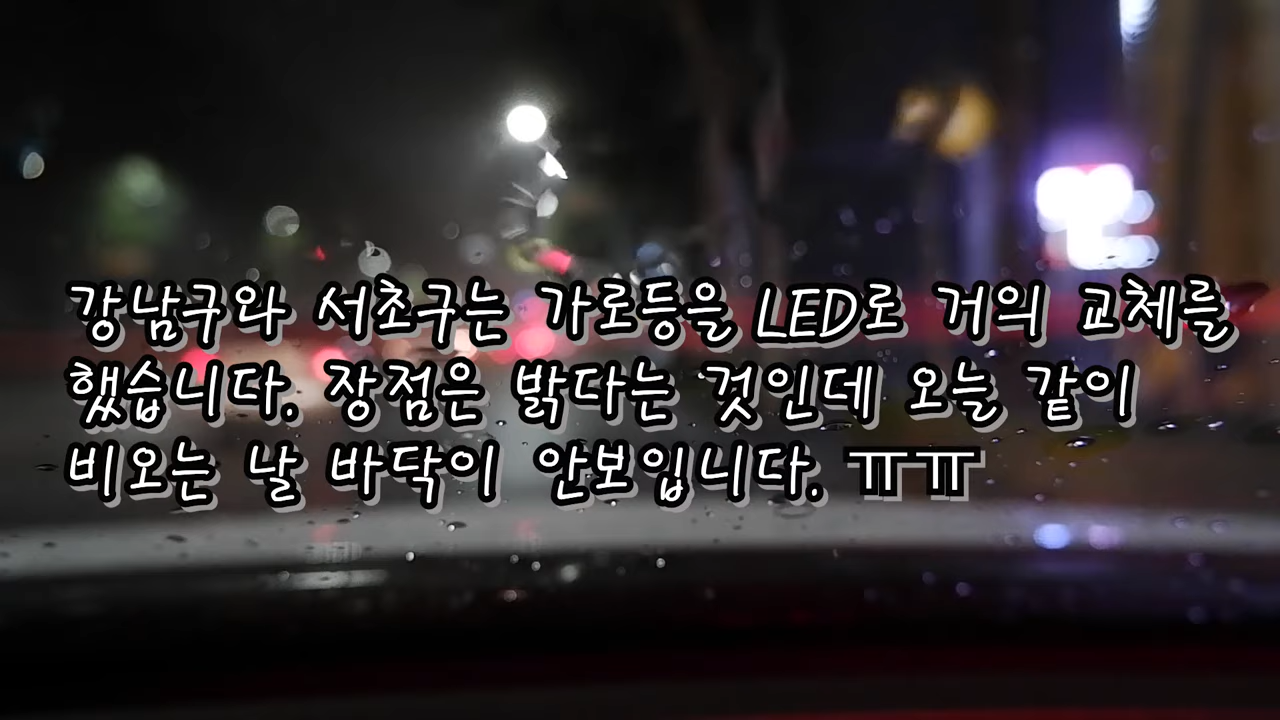 강남구와 서초구는 가로등을 LED로 거의 교체를
했습니다. 장점은 밝다는 것인데 오늘 같이
비오는 날 바닥이 안보입니다. ㅠㅠ